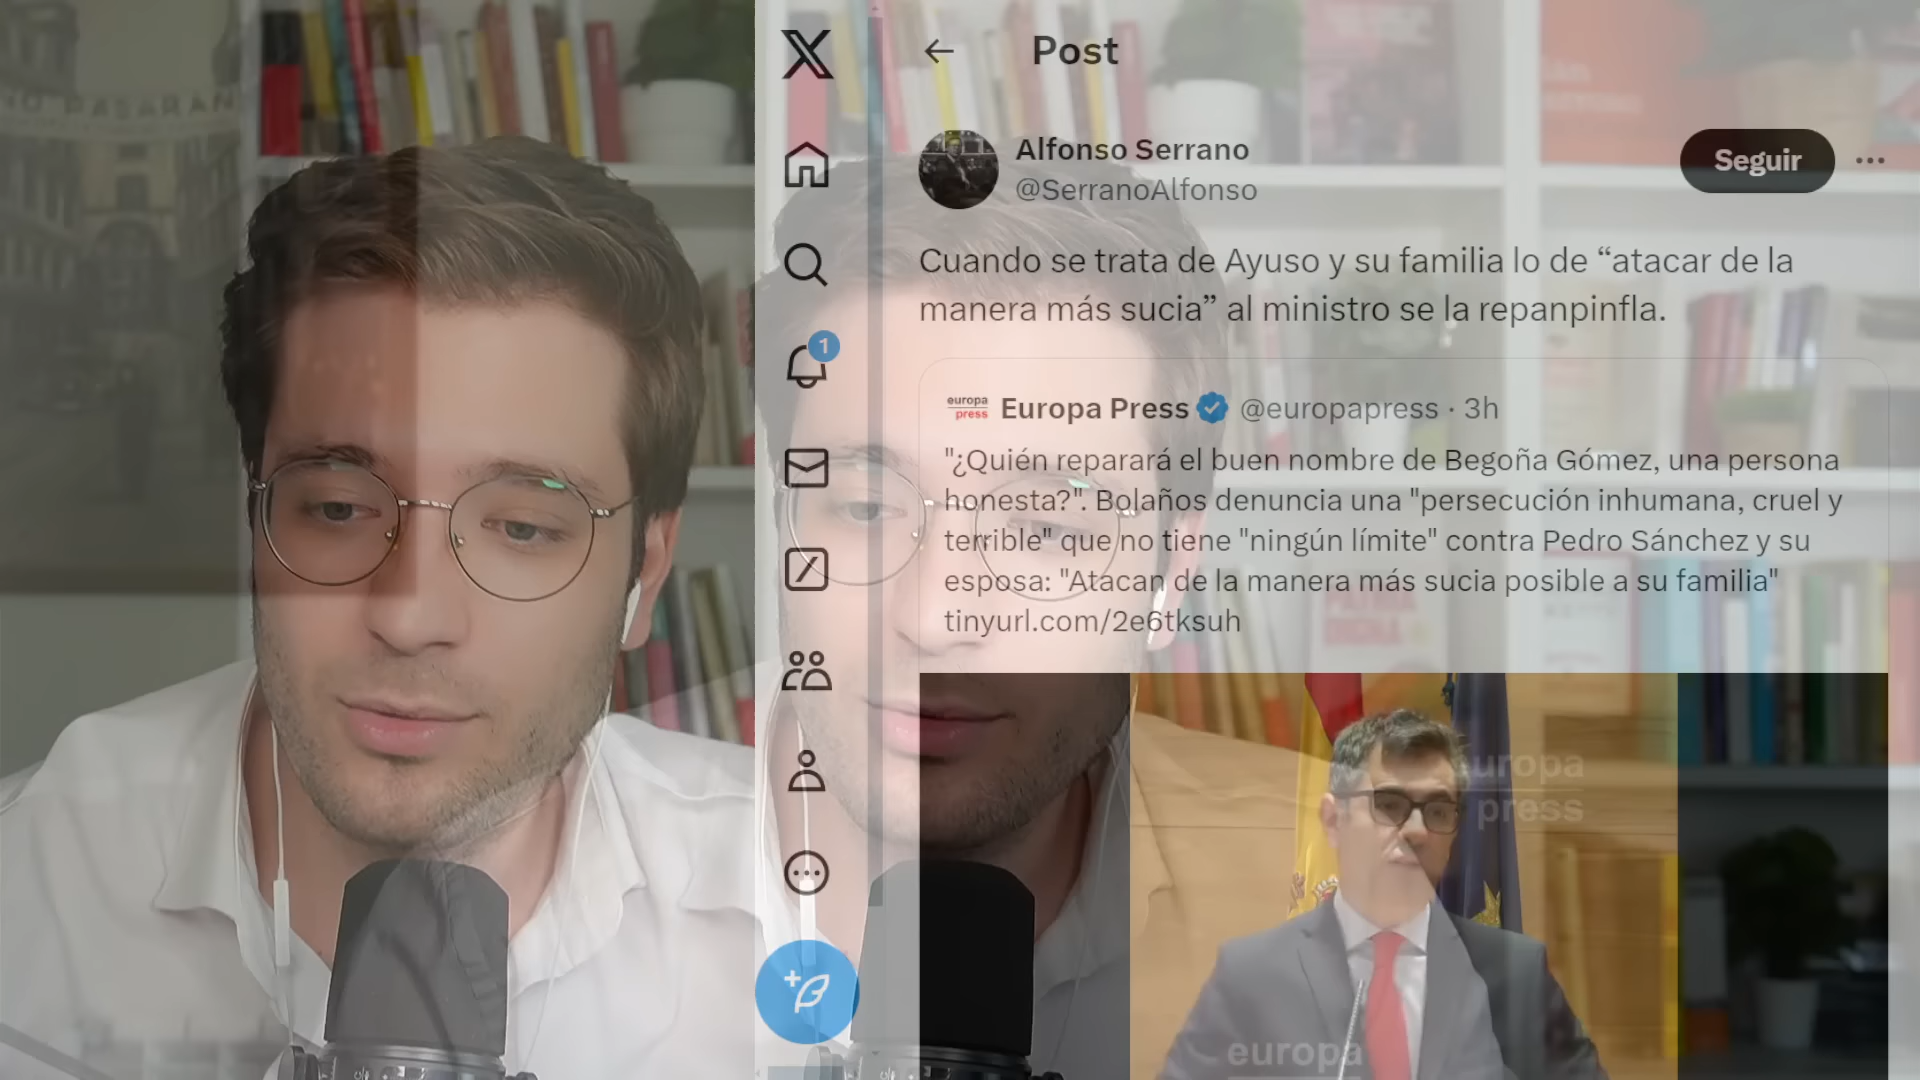 NO PASARAN
Post
Alfonso Serrano
@SerranoAlfonso
Seguir
Cuando se trata de Ayuso y su familia lo de “atacar de la
manera más sucia” al ministro se la repanpinfla.
1
europa
press
Europa Press @europapress · 3h
"¿Quién reparará el buen nombre de Begoña Gómez, una persona
honesta?". Bolaños denuncia una "persecución inhumana, cruel y
terrible" que no tiene "ningún límite" contra Pedro Sánchez y su
esposa: "Atacan de la manera más sucia posible a su familia"
tinyurl.com/2e6tksuh
europa
press
europa